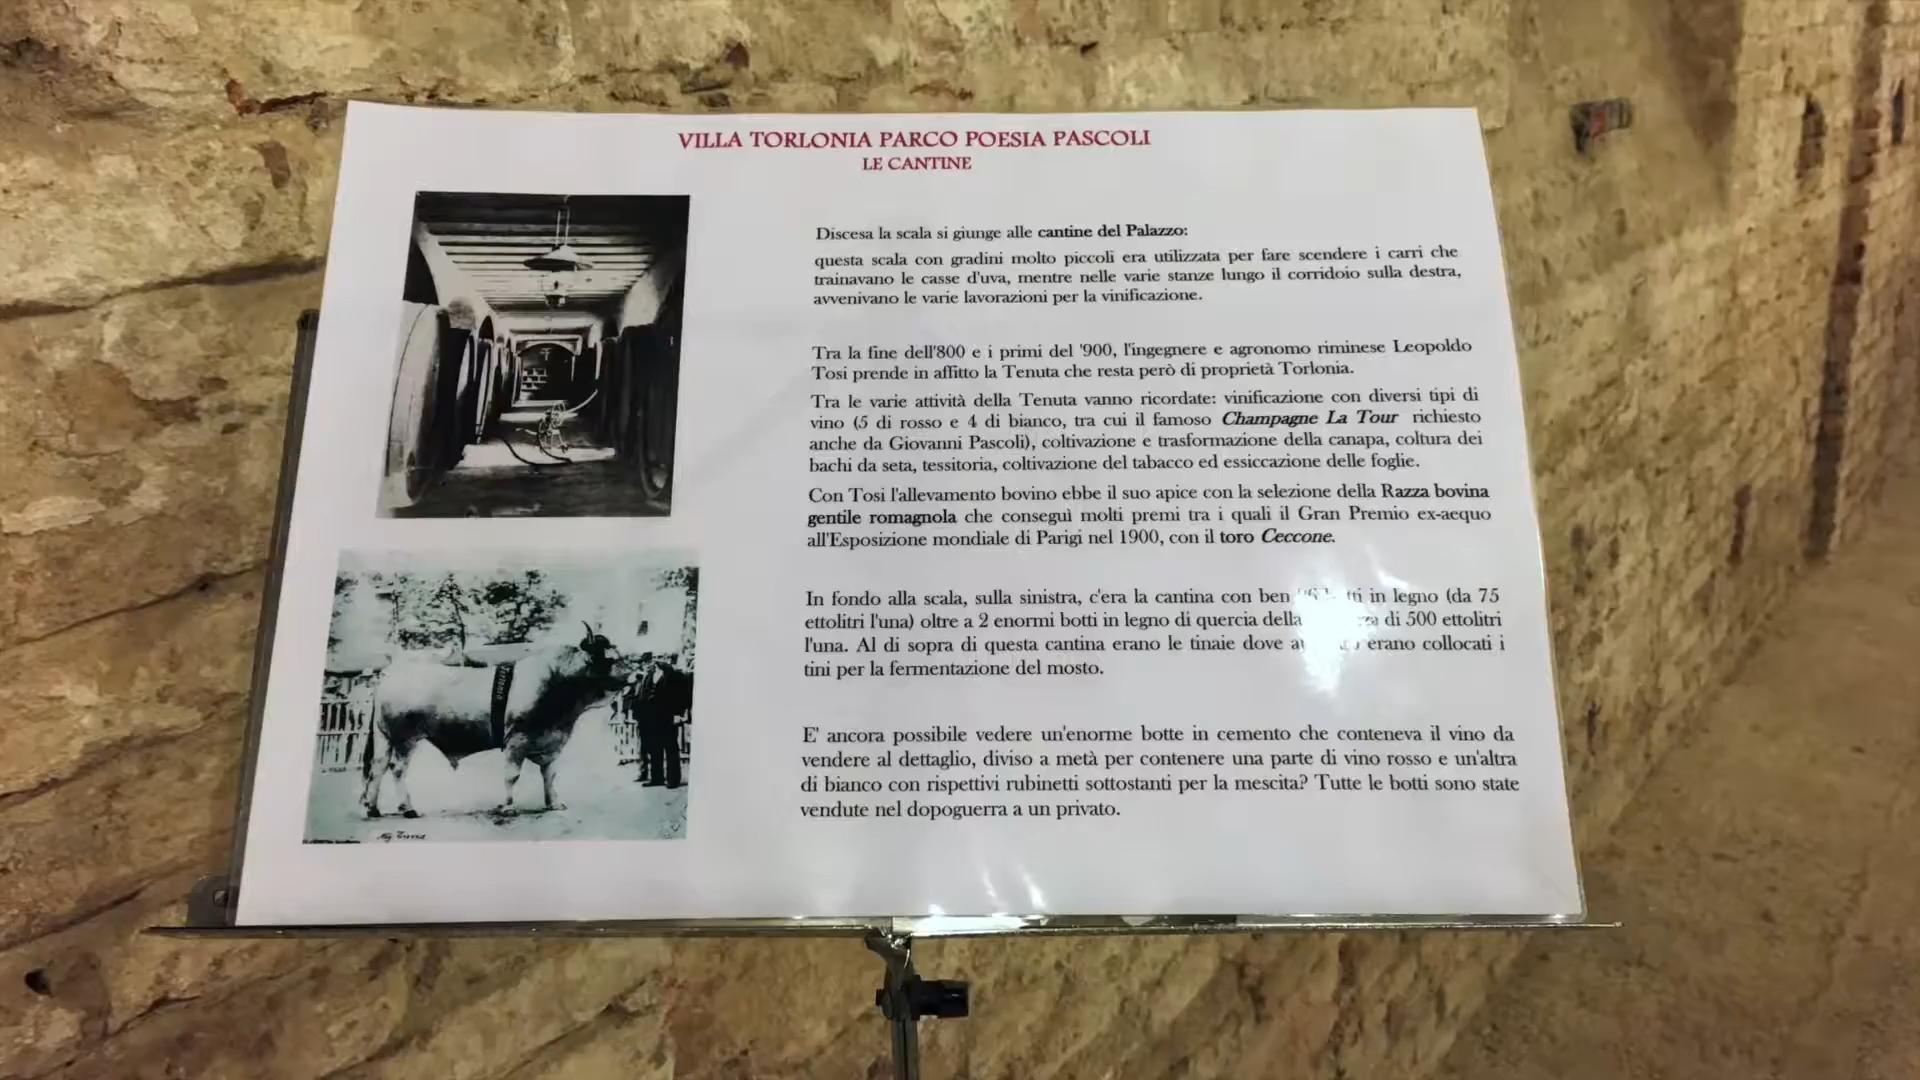 VILLA TORLONIA PARCO POESIA PASCOLI
LE CANTINE
Discesa la scala si giunge alle cantine del Palazzo:
questa scala con gradini molto piccoli era utilizzata per fare scendere i carri che
trainavano le casse d'uva, mentre nelle varie stanze lungo il corridoio sulla destra,
avvenivano le varie lavorazioni per la vinificazione.
Tra la fine dell'800 e i primi del '900, l'ingegnere e agronomo riminese Leopoldo
Tosi prende in affitto la Tenuta che resta però di proprietà Torlonia.
Tra le varie attività della Tenuta vanno ricordate: vinificazione con diversi tipi di
vino (5 di rosso e 4 di bianco, tra cui il famoso Champagne La Tour richiesto
anche da Giovanni Pascoli), coltivazione e trasformazione della canapa, coltura dei
bachi da seta, tessitoria, coltivazione del tabacco ed essiccazione delle foglie.
Con Tosi l'allevamento bovino ebbe il suo apice con la selezione della Razza bovina
gentile romagnola che conseguì molti premi tra i quali il Gran Premio ex-aequo
all'Esposizione mondiale di Parigi nel 1900, con il toro Ceccone.
In fondo alla scala, sulla sinistra, c'era la cantina con ben in legno (da 75
ettolitri l'una) oltre a 2 enormi botti in legno di quercia della di 500 ettolitri
l'una. Al di sopra di questa cantina erano le tinaie dove erano collocati i
tini per la fermentazione del mosto.
E' ancora possibile vedere un'enorme botte in cemento che conteneva il vino da
vendere al dettaglio, diviso a metà per contenere una parte di vino rosso e un'altra
di bianco con rispettivi rubinetti sottostanti per la mescita? Tutte le botti sono state
vendute nel dopoguerra a un privato.